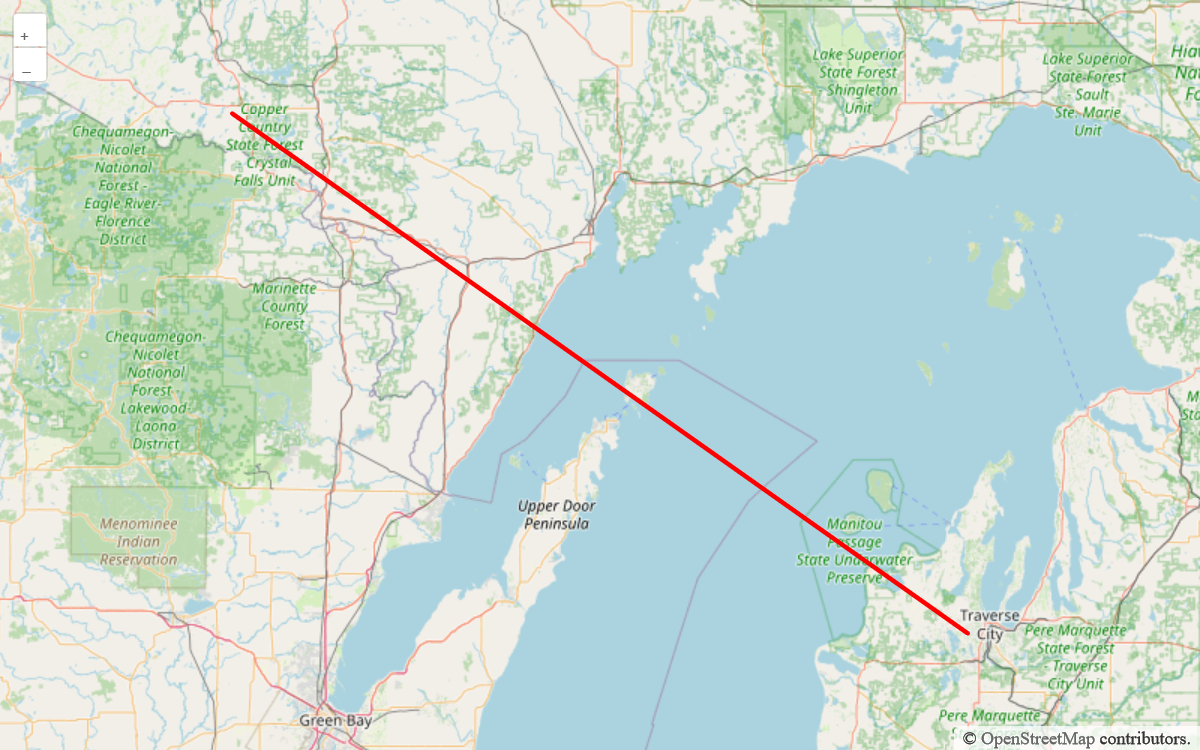 +
–
Lake Superior
State Forest
- Shingleton
Unit
Lake Superior
State Forest
- Sault
Ste. Marie
Unit
Copper
Country
State Forest
Crystal
Falls Unit
Chequamegon-
Nicolet
National
Forest -
Eagle River-
Florence
District
Marinette
County
Forest
Chequamegon-
Nicolet
National
Forest -
Lakewood-
Laona
District
Menominee
Indian
Reservation
Upper Door
Peninsula
Manitou
Passage
State Underwater
Preserve
Traverse
City
Pere Marquette
State Forest
- Traverse
City Unit
Pere Marquette
Green Bay
© OpenStreetMap contributors.